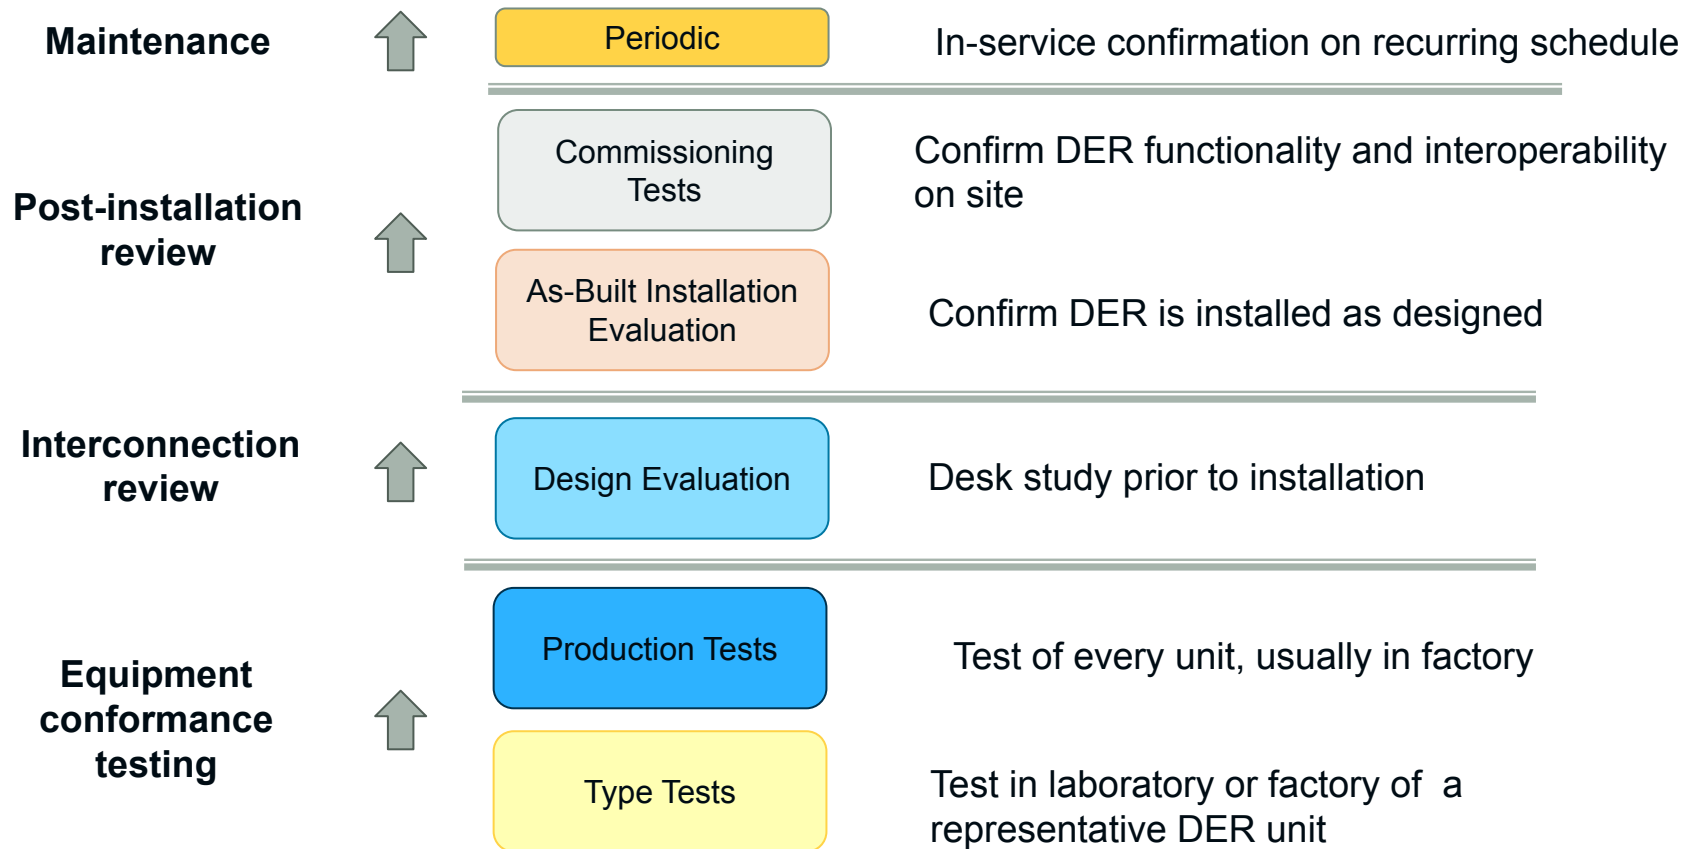 Maintenance
Periodic
In-service confirmation on recurring schedule
Post-installation
review
Commissioning
Tests
Confirm DER functionality and interoperability
on site
As-Built Installation
Evaluation
Confirm DER is installed as designed
Interconnection
review
Design Evaluation
Desk study prior to installation
Equipment
conformance
testing
Production Tests
Test of every unit, usually in factory
Type Tests
Test in laboratory or factory of a
representative DER unit